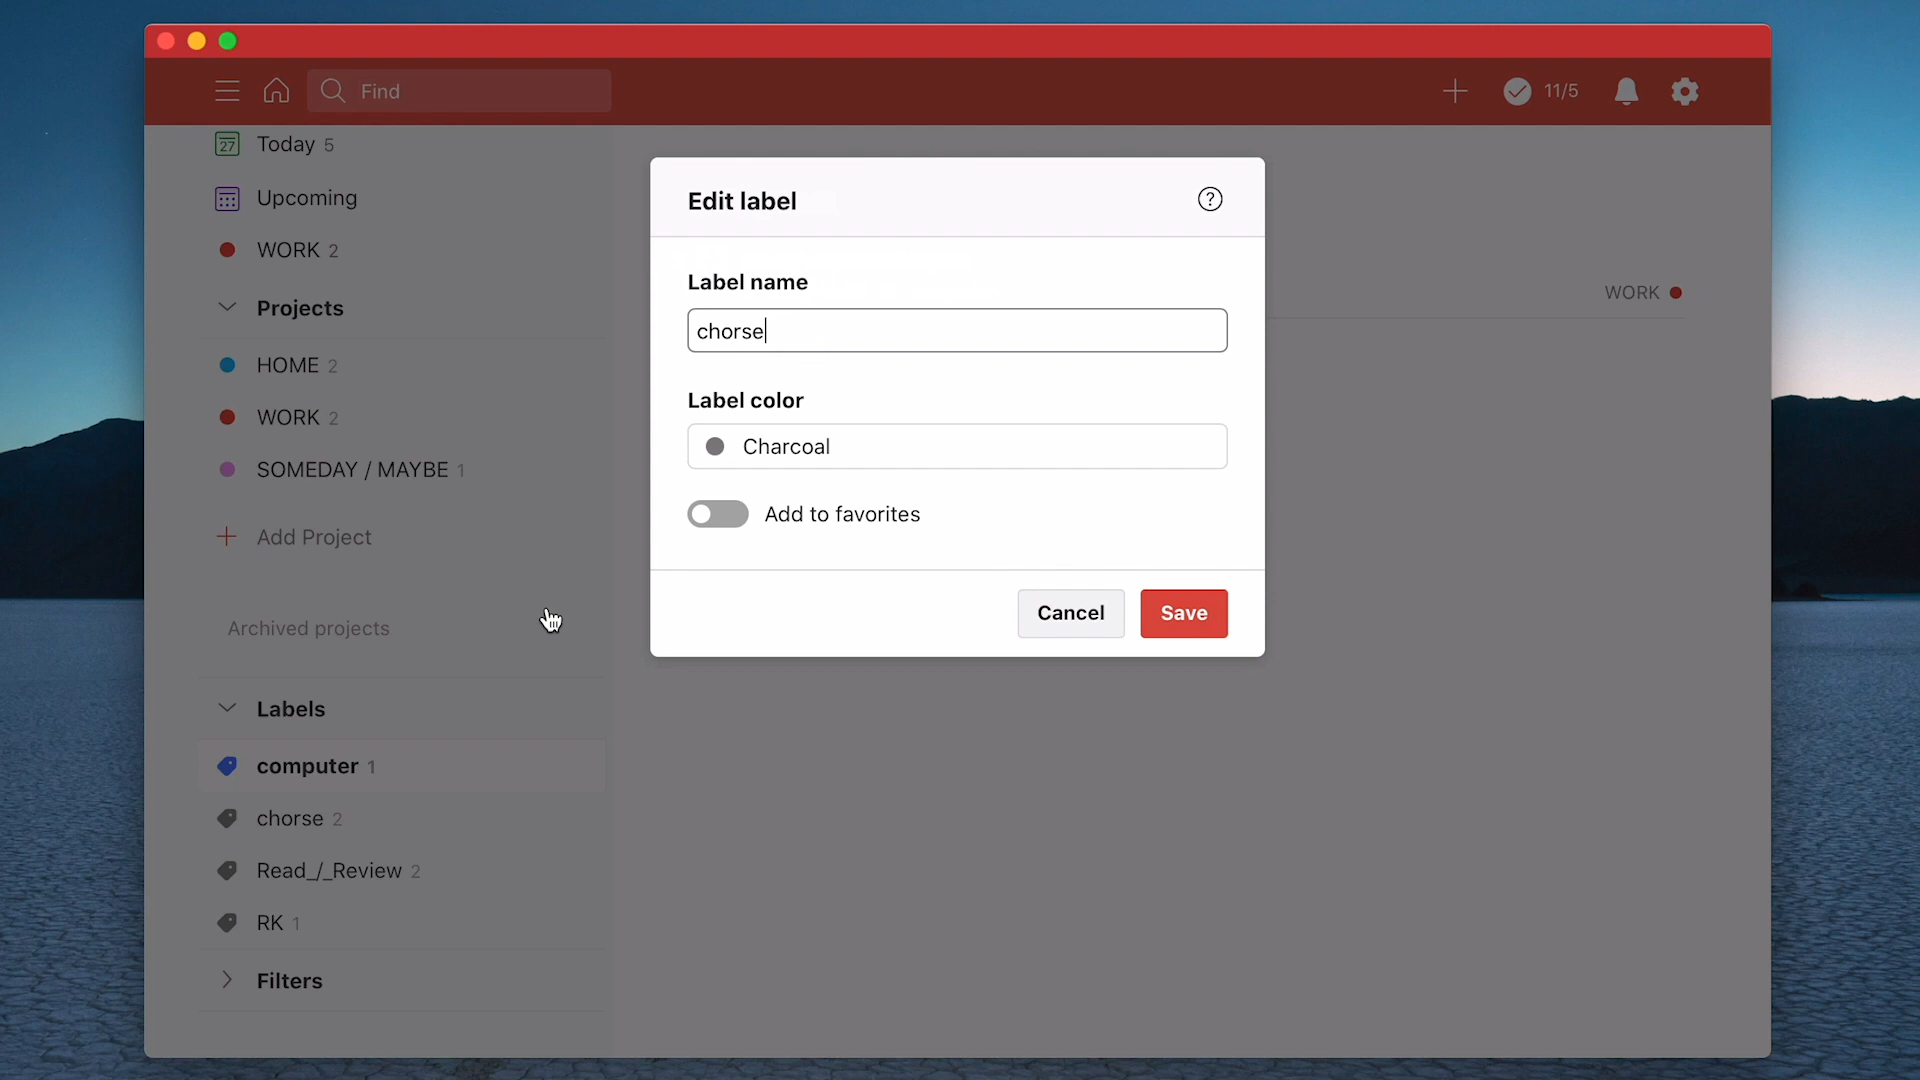 Find
11/5
27
Today 5
Upcoming
WORK 2
Projects
HOME 2
WORK 2
SOMEDAY / MAYBE 1
Add Project
Archived projects
Labels
computer 1
chorse 2
Read_/_Review 2
RK 1
Filters
WORK
Edit label
?
Label name
chorse
Label color
Charcoal
Add to favorites
Cancel
Save